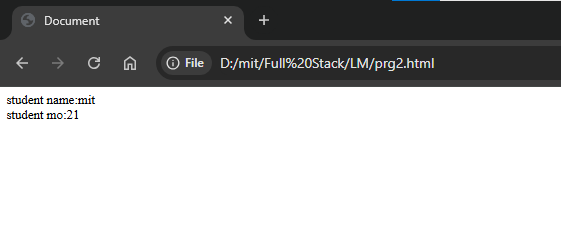 Document
File D:/mit/Full%20Stack/LM/prg2.html
student name:mit
student mo:21